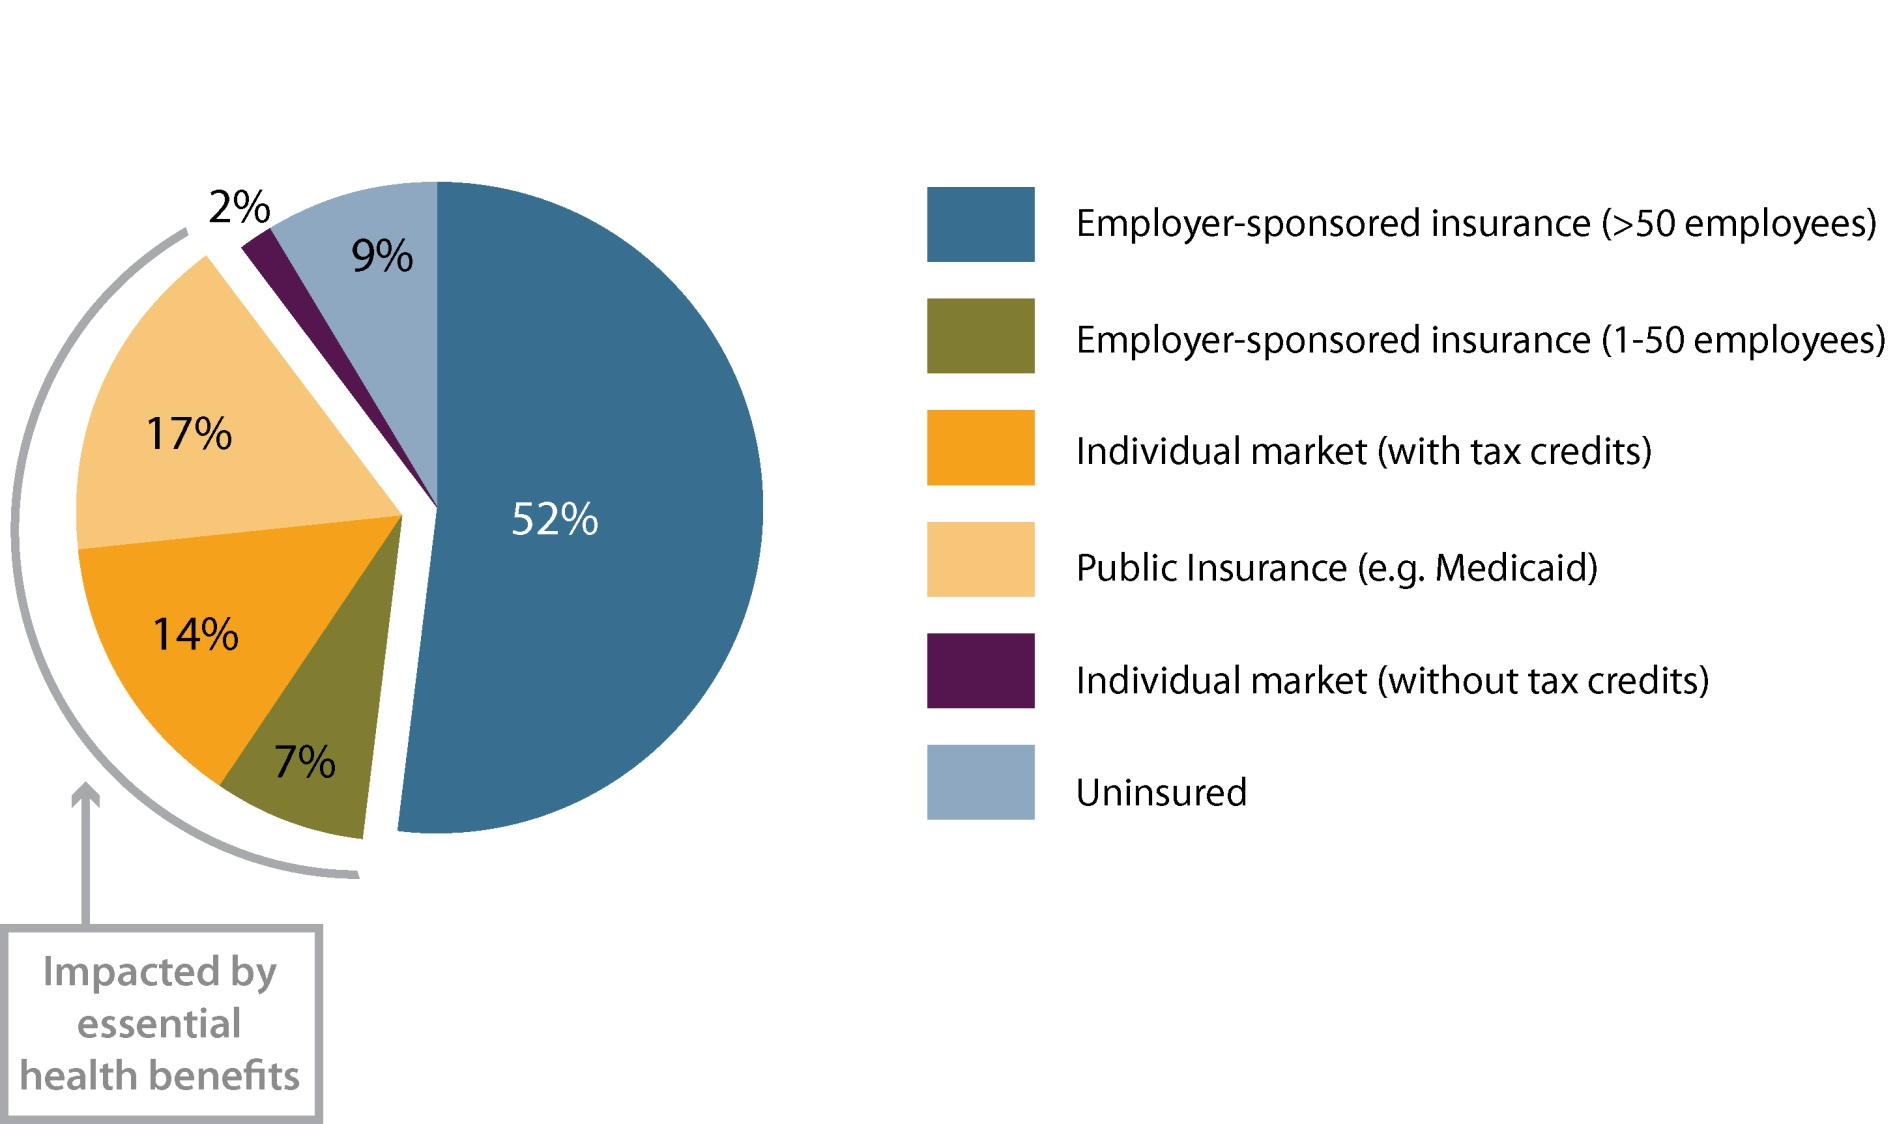 2%
9%
17%
52%
14%
7%
Impacted by
essential
health benefits
Employer-sponsored insurance (>50 employees)
Employer-sponsored insurance (1-50 employees)
Individual market (with tax credits)
Public Insurance (e.g. Medicaid)
Individual market (without tax credits)
Uninsured